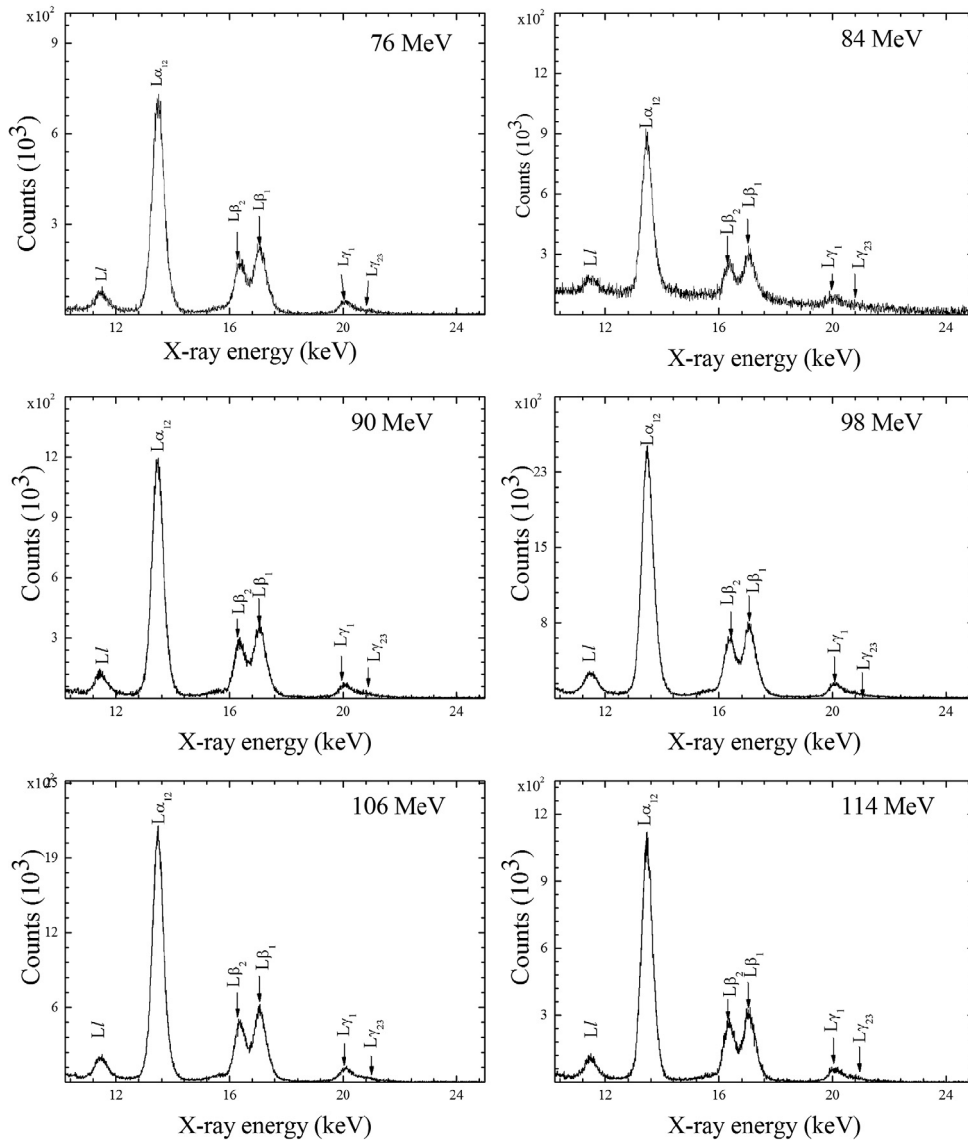 x10²
76 MeV
9
6
3
Counts (10³)
Lα₁₂
Ll
Lβ₂
Lβ₁
Lγ₁
Lγ₂₃
12 16 20 24
X-ray energy (keV)
x10²
84 MeV
12
9
6
3
Counts (10³)
Lα₁₂
Ll
Lβ₂
Lβ₁
Lγ₁
Lγ₂₃
12 16 20 24
X-ray energy (keV)
x10²
90 MeV
12
9
6
3
Counts (10³)
Lα₁₂
Ll
Lβ₂
Lβ₁
Lγ₁
Lγ₂₃
12 16 20 24
X-ray energy (keV)
x10²
98 MeV
23
15
8
Counts (10³)
Lα₁₂
Ll
Lβ₂
Lβ₁
Lγ₁
Lγ₂₃
12 16 20 24
X-ray energy (keV)
x10²
106 MeV
19
12
6
Counts (10³)
Lα₁₂
Ll
Lβ₂
Lβ₁
Lγ₁
Lγ₂₃
12 16 20 24
X-ray energy (keV)
x10²
114 MeV
12
9
6
3
Counts (10³)
Lα₁₂
Ll
Lβ₂
Lβ₁
Lγ₁
Lγ₂₃
12 16 20 24
X-ray energy (keV)